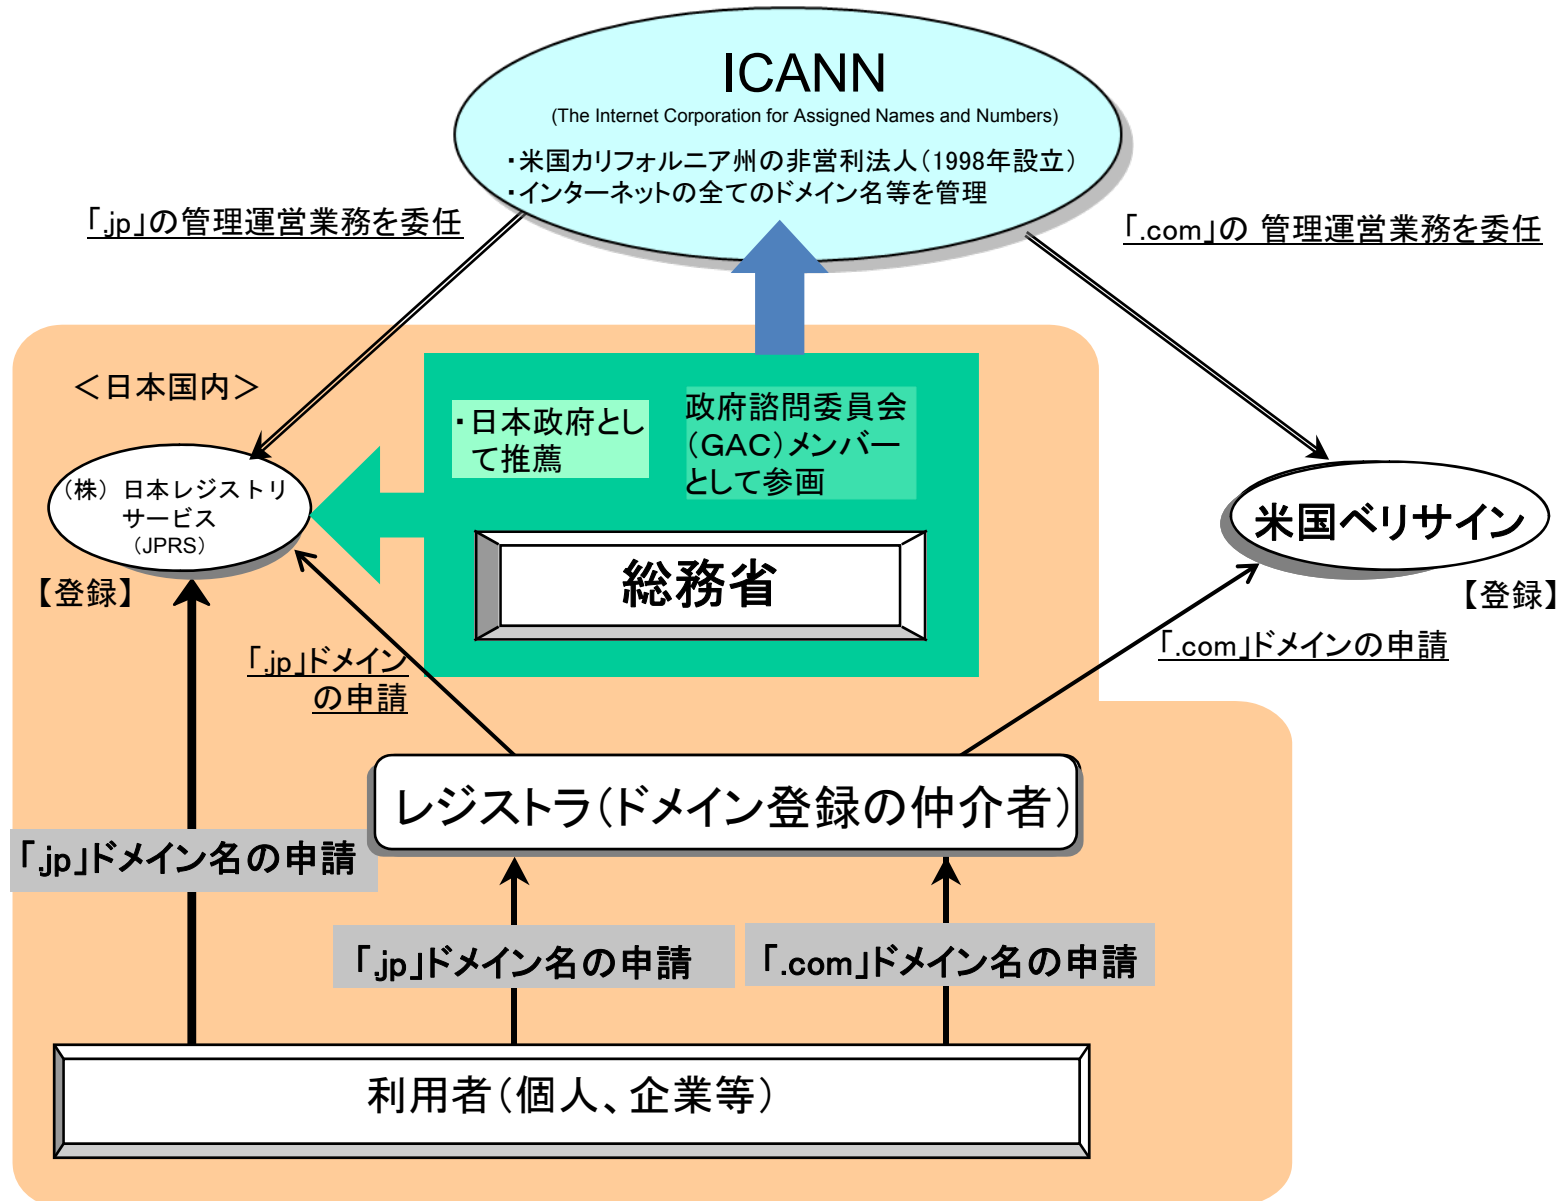 ICANN
(The Internet Corporation for Assigned Names and Numbers)
・米国カリフォルニア州の非営利法人(1998年設立)
・インターネットの全てのドメイン名等を管理
「.jp」の管理運営業務を委任
「.com」の 管理運営業務を委任
<日本国内>
・日本政府とし
て推薦
政府諮問委員会
(GAC)メンバー
として参画
(株)日本レジストリ
サービス
(JPRS)
【登録】
総務省
米国ベリサイン
【登録】
「.jp」ドメイン
の申請
「.com」ドメインの申請
レジストラ(ドメイン登録の仲介者)
「.jp」ドメイン名の申請
「.jp」ドメイン名の申請
「.com」ドメイン名の申請
利用者(個人、企業等)